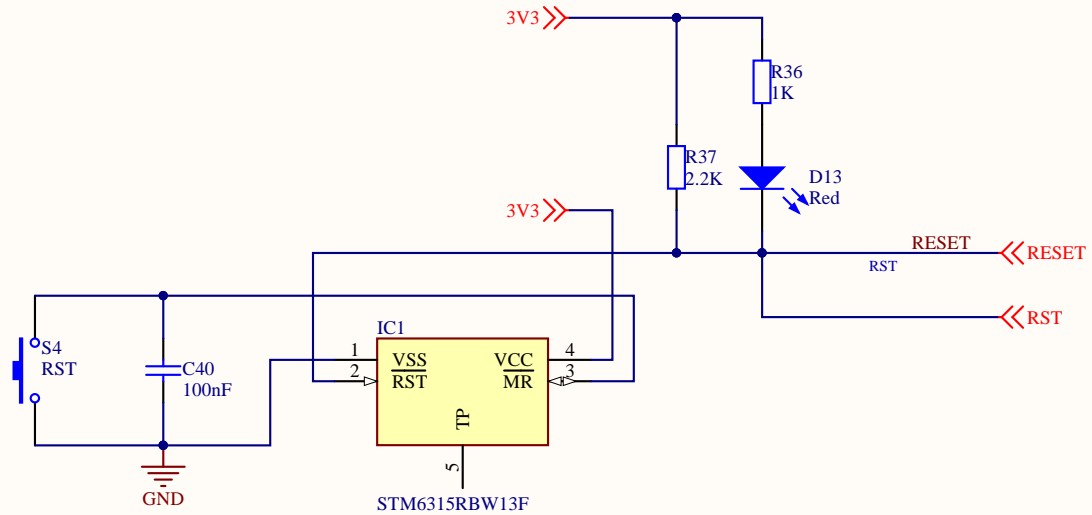 3V3
R36
1K
R37
2.2K
D13
Red
3V3
RESET
RESET
RST
RST
IC1
S4
RST
C40
100nF
1
VSS
VCC
4
2
RST
MR
3
TP
5
GND
STM6315RBW13F